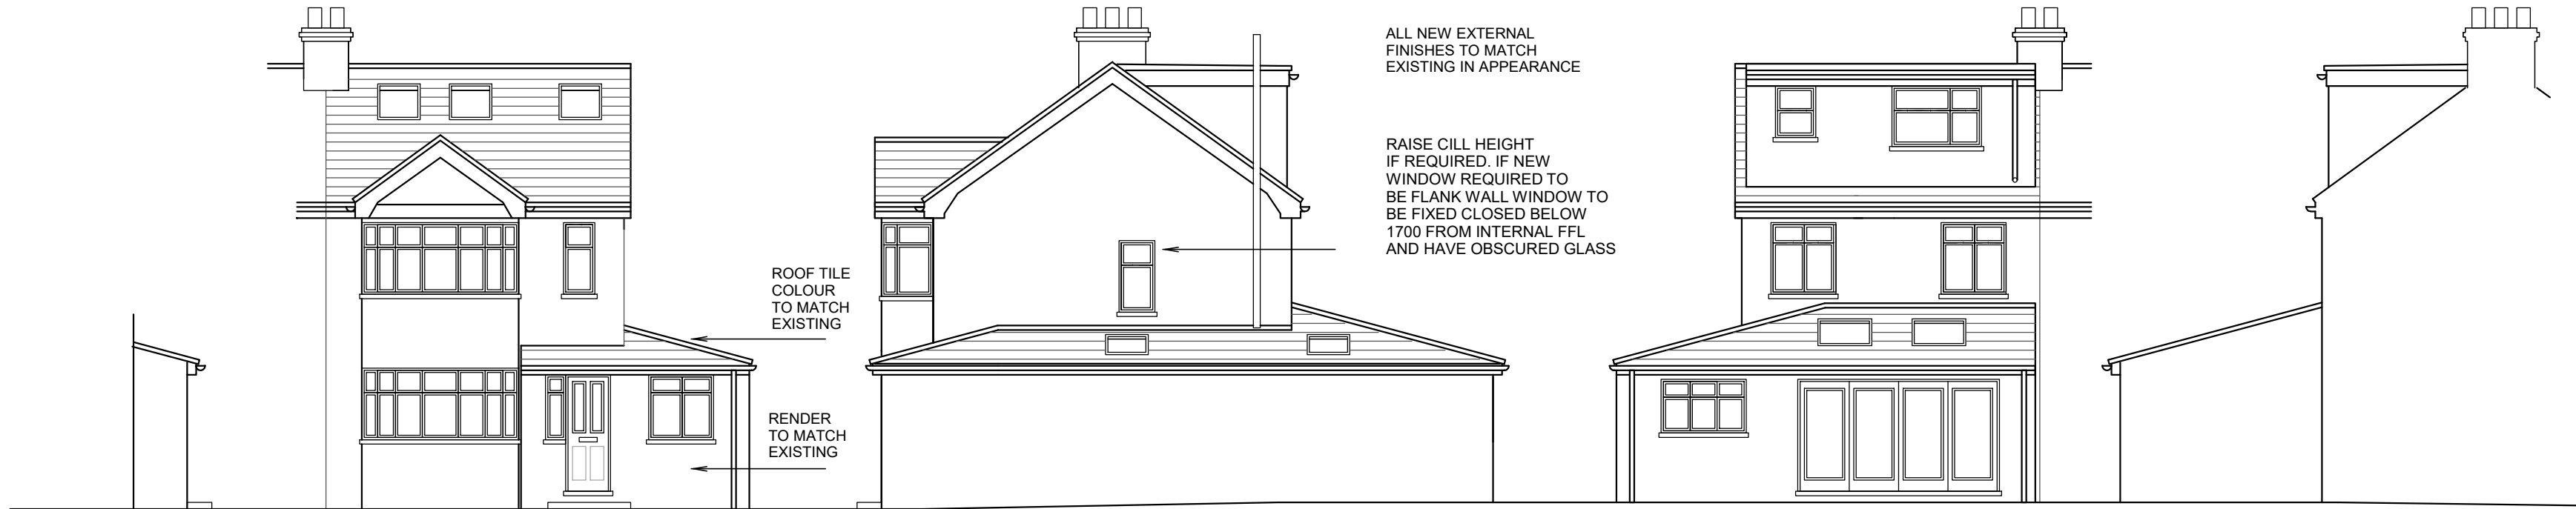 ALL NEW EXTERNAL
FINISHES TO MATCH
EXISTING IN APPEARANCE
RAISE CILL HEIGHT
IF REQUIRED. IF NEW
WINDOW REQUIRED TO
BE FLANK WALL WINDOW TO
BE FIXED CLOSED BELOW
1700 FROM INTERNAL FFL
AND HAVE OBSCURED GLASS
ROOF TILE
COLOUR
TO MATCH
EXISTING
RENDER
TO MATCH
EXISTING